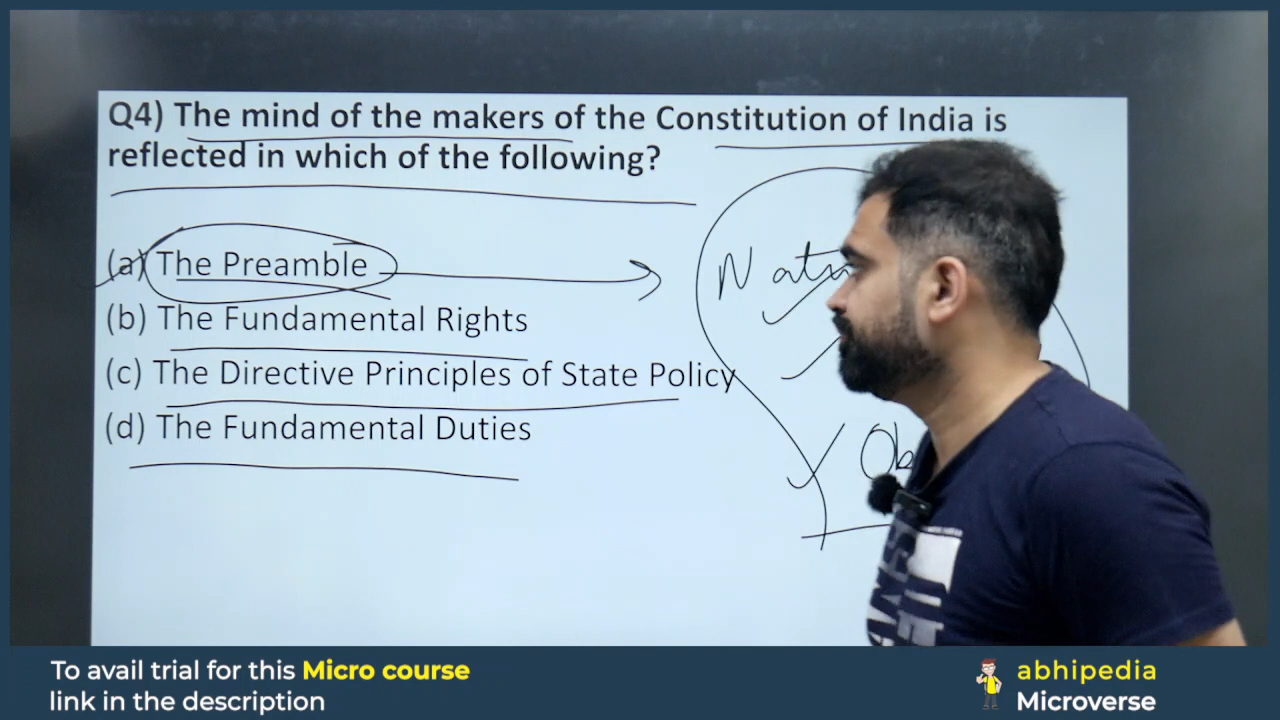 Q4) The mind of the makers of the Constitution of India is
reflected in which of the following?
(a) The Preamble
(b) The Fundamental Rights
(c) The Directive Principles of State Policy
(d) The Fundamental Duties
To avail trial for this Micro course
link in the description
abhipedia
Microverse